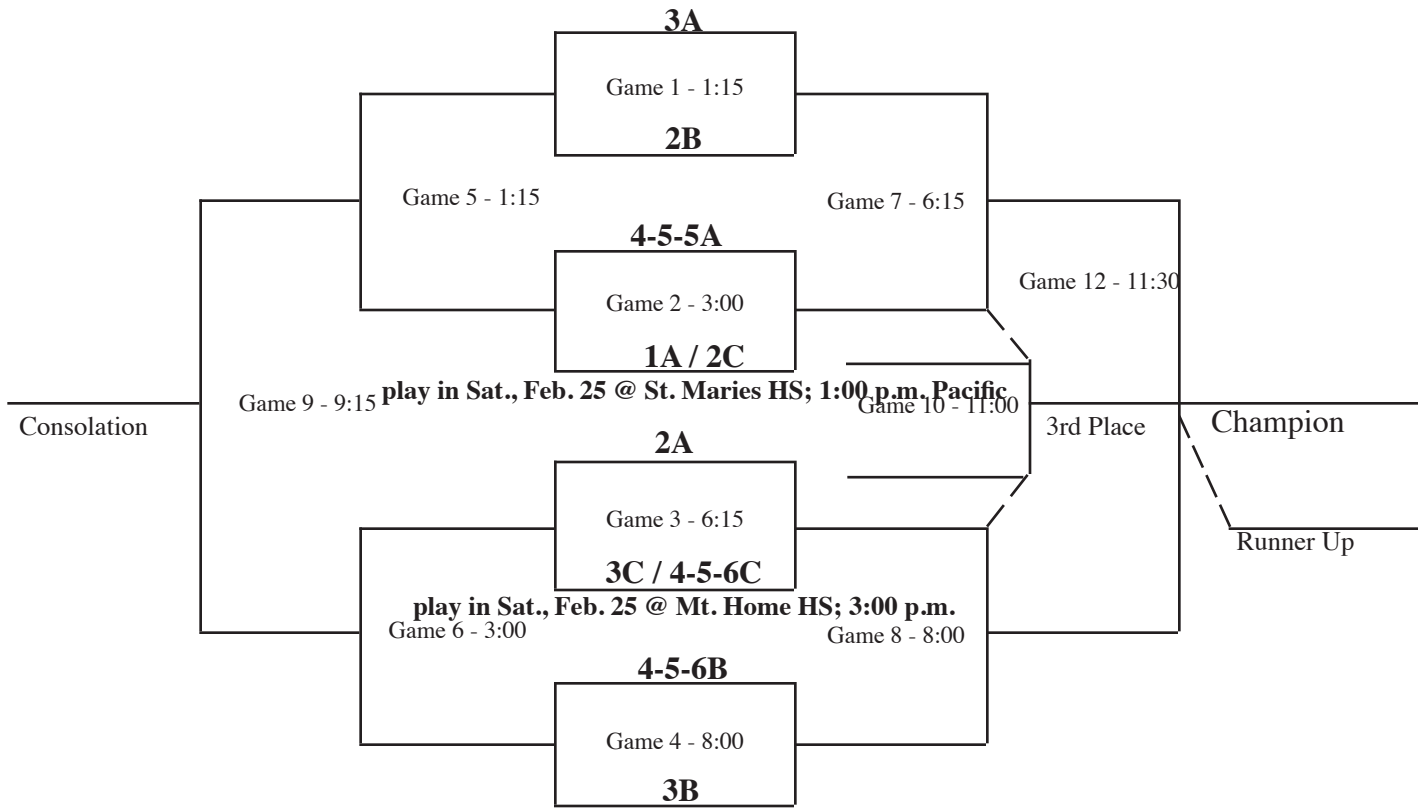 3A
Game 1 - 1:15
2B
Game 5 - 1:15
Game 7 - 6:15
4-5-5A
Game 12 - 11:30
Game 2 - 3:00
1A / 2C
play in Sat., Feb. 25 @ St. Maries HS; 1:00 p.m. Pacific
Game 9 - 9:15
Game 10 - 11:00
Consolation
3rd Place
Champion
2A
Game 3 - 6:15
Runner Up
3C / 4-5-6C
play in Sat., Feb. 25 @ Mt. Home HS; 3:00 p.m.
Game 6 - 3:00
Game 8 - 8:00
4-5-6B
Game 4 - 8:00
3B